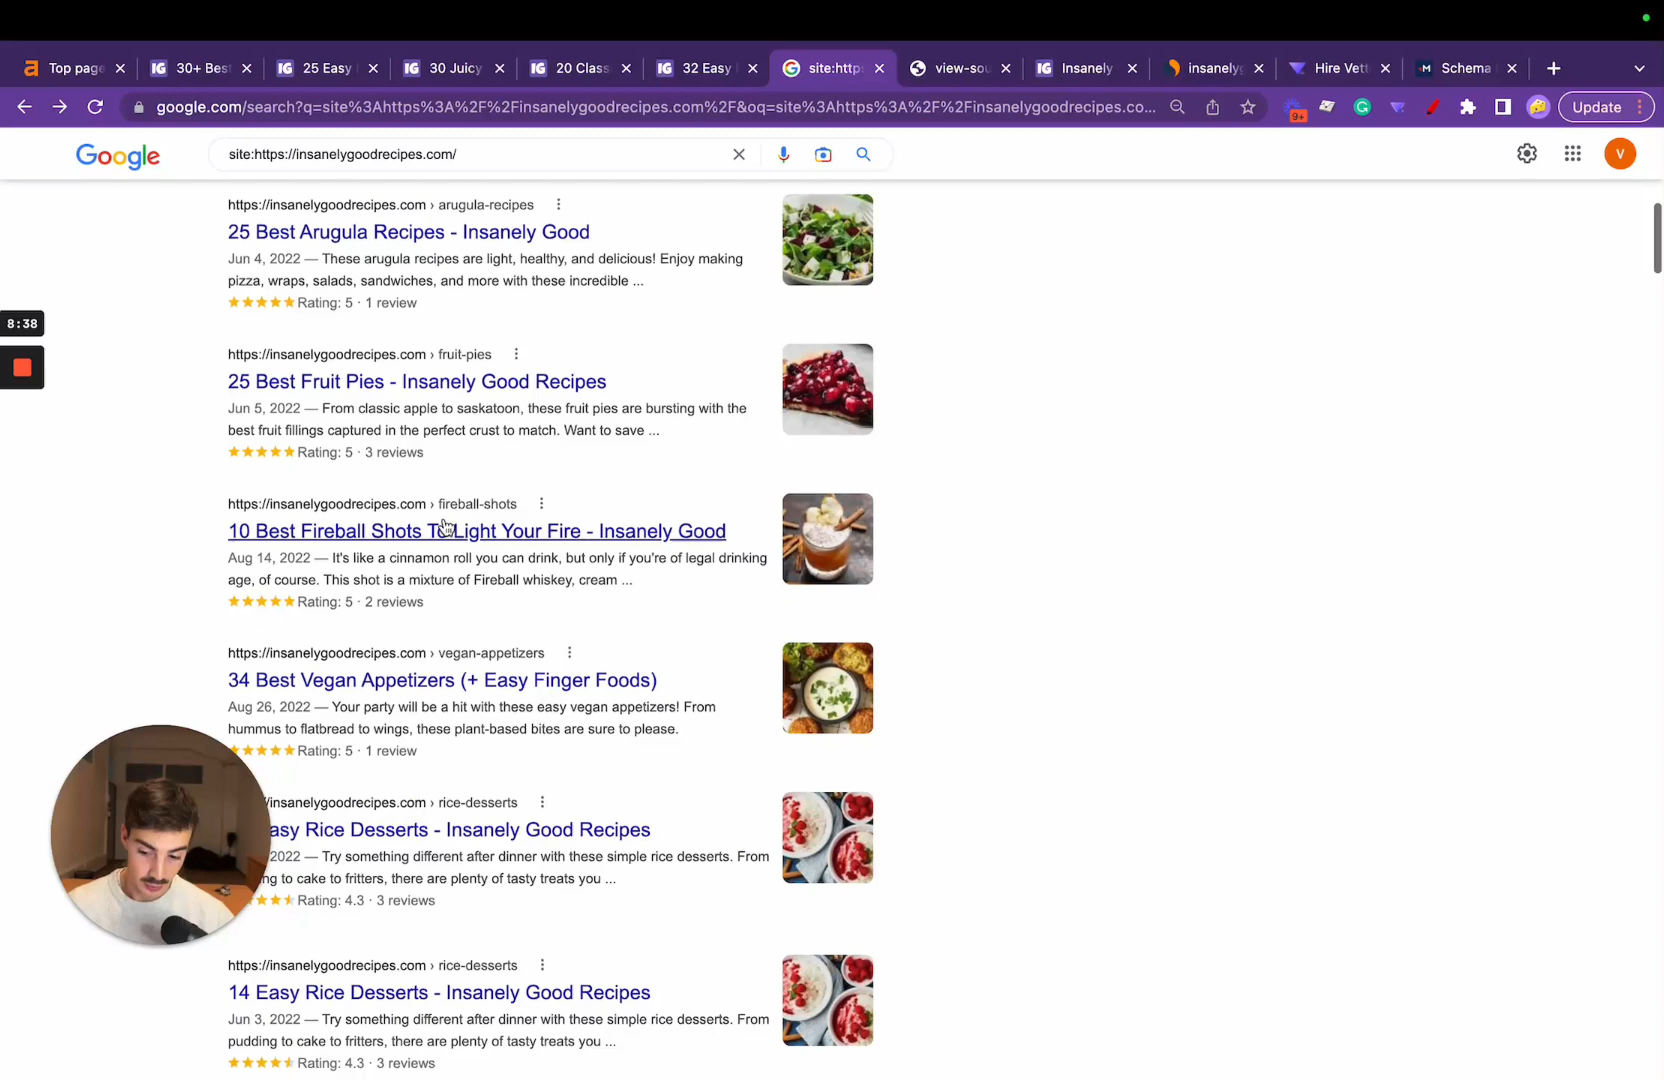 Top page
30+ Bes
25 Easy
30 Juicy
20 Class
32 Easy
site:http
view-sou
Insanely
insanely
Hire Vett
Schema
google.com/search?q=site%3Ahttps%3A%2F%2Finsanelygoodrecipes.com%2F&oq=site%3Ahttps%3A%2F%2Finsanelygoodrecipes.co...
9+
Update
Google
site:https://insanelygoodrecipes.com/
V
https://insanelygoodrecipes.com › arugula-recipes
25 Best Arugula Recipes - Insanely Good
Jun 4, 2022 — These arugula recipes are light, healthy, and delicious! Enjoy making
pizza, wraps, salads, sandwiches, and more with these incredible ...
Rating: 5 · 1 review
8:38
https://insanelygoodrecipes.com › fruit-pies
25 Best Fruit Pies - Insanely Good Recipes
Jun 5, 2022 — From classic apple to saskatoon, these fruit pies are bursting with the
best fruit fillings captured in the perfect crust to match. Want to save ...
Rating: 5 · 3 reviews
https://insanelygoodrecipes.com › fireball-shots
10 Best Fireball Shots To Light Your Fire - Insanely Good
Aug 14, 2022 — It's like a cinnamon roll you can drink, but only if you're of legal drinking
age, of course. This shot is a mixture of Fireball whiskey, cream ...
Rating: 5 · 2 reviews
https://insanelygoodrecipes.com › vegan-appetizers
34 Best Vegan Appetizers (+ Easy Finger Foods)
Aug 26, 2022 — Your party will be a hit with these easy vegan appetizers! From
hummus to flatbread to wings, these plant-based bites are sure to please.
Rating: 5 · 1 review
insanelygoodrecipes.com › rice-desserts
asy Rice Desserts - Insanely Good Recipes
2022 — Try something different after dinner with these simple rice desserts. From
ng to cake to fritters, there are plenty of tasty treats you ...
Rating: 4.3 · 3 reviews
https://insanelygoodrecipes.com › rice-desserts
14 Easy Rice Desserts - Insanely Good Recipes
Jun 3, 2022 — Try something different after dinner with these simple rice desserts. From
pudding to cake to fritters, there are plenty of tasty treats you ...
Rating: 4.3 · 3 reviews